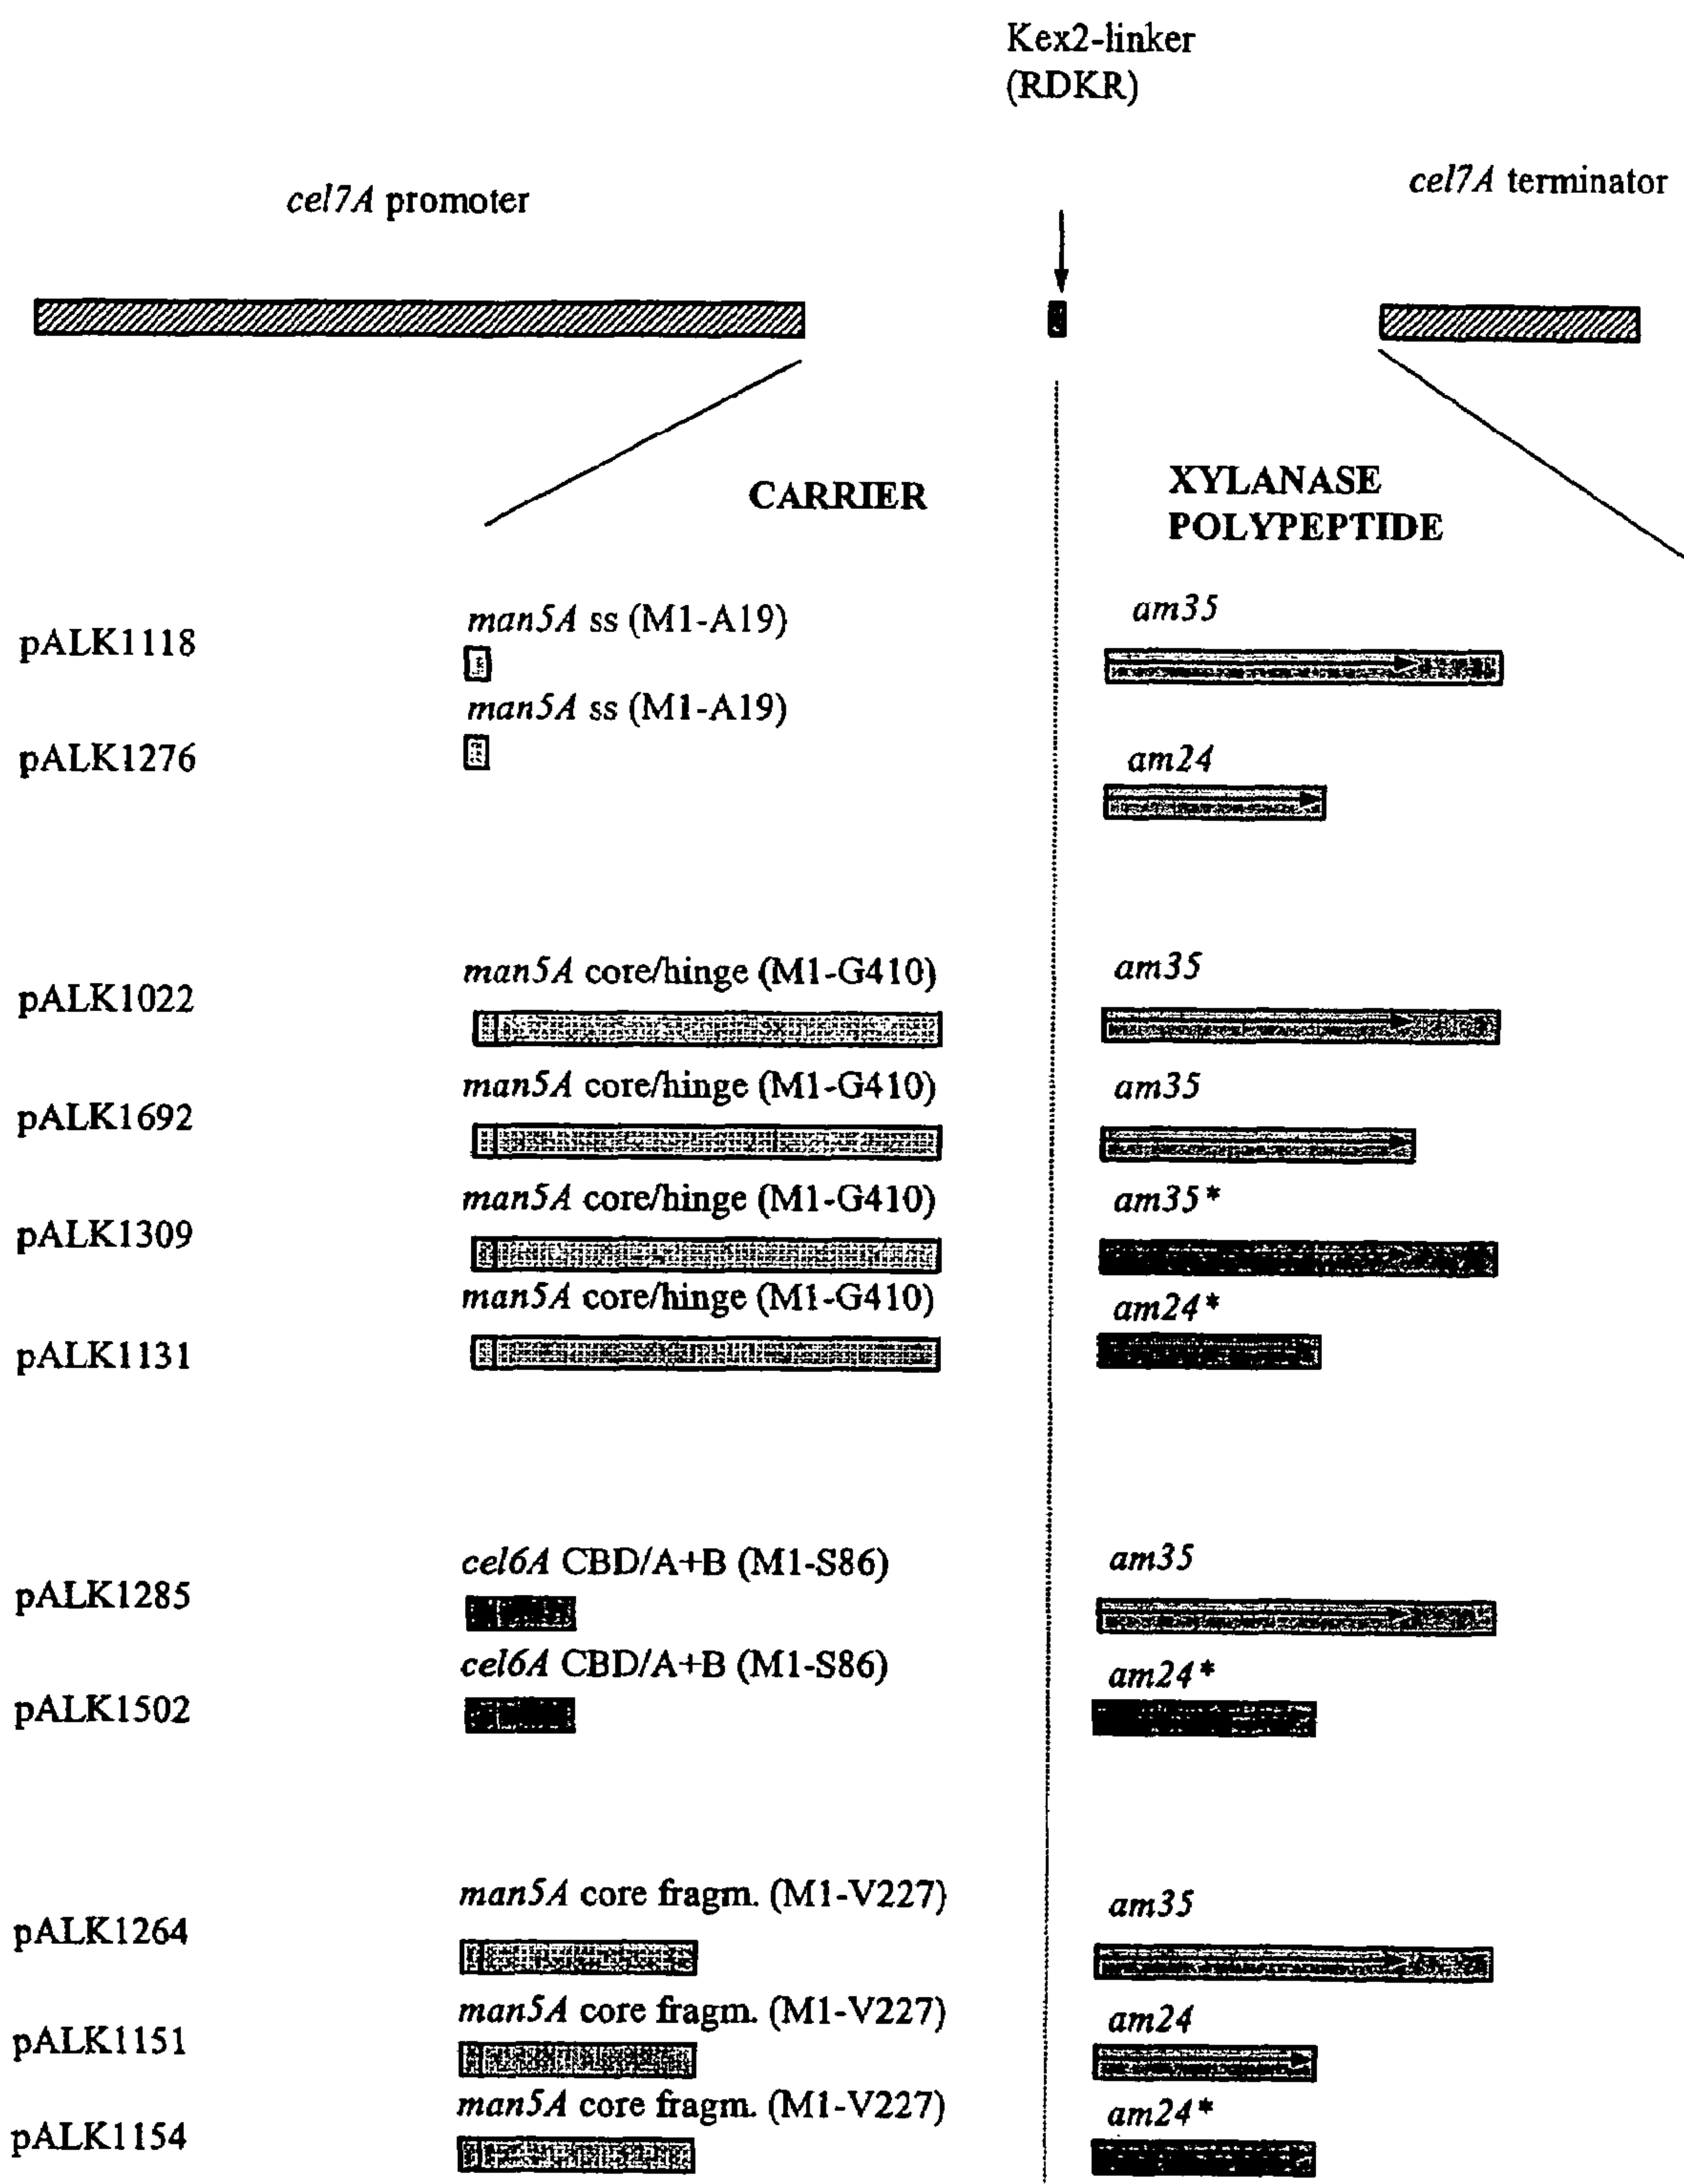 Kex2-linker
(RDKR)
cel7A promoter
cel7A terminator
CARRIER
XYLANASE
POLYPEPTIDE
pALK1118
man5A ss (M1-A19)
am35
pALK1276
man5A ss (M1-A19)
am24
pALK1022
man5A core/hinge (M1-G410)
am35
pALK1692
man5A core/hinge (M1-G410)
am35
pALK1309
man5A core/hinge (M1-G410)
am35*
pALK1131
man5A core/hinge (M1-G410)
am24*
pALK1285
cel6A CBD/A+B (M1-S86)
am35
pALK1502
cel6A CBD/A+B (M1-S86)
am24*
pALK1264
man5A core fragm. (M1-V227)
am35
pALK1151
man5A core fragm. (M1-V227)
am24
pALK1154
man5A core fragm. (M1-V227)
am24*